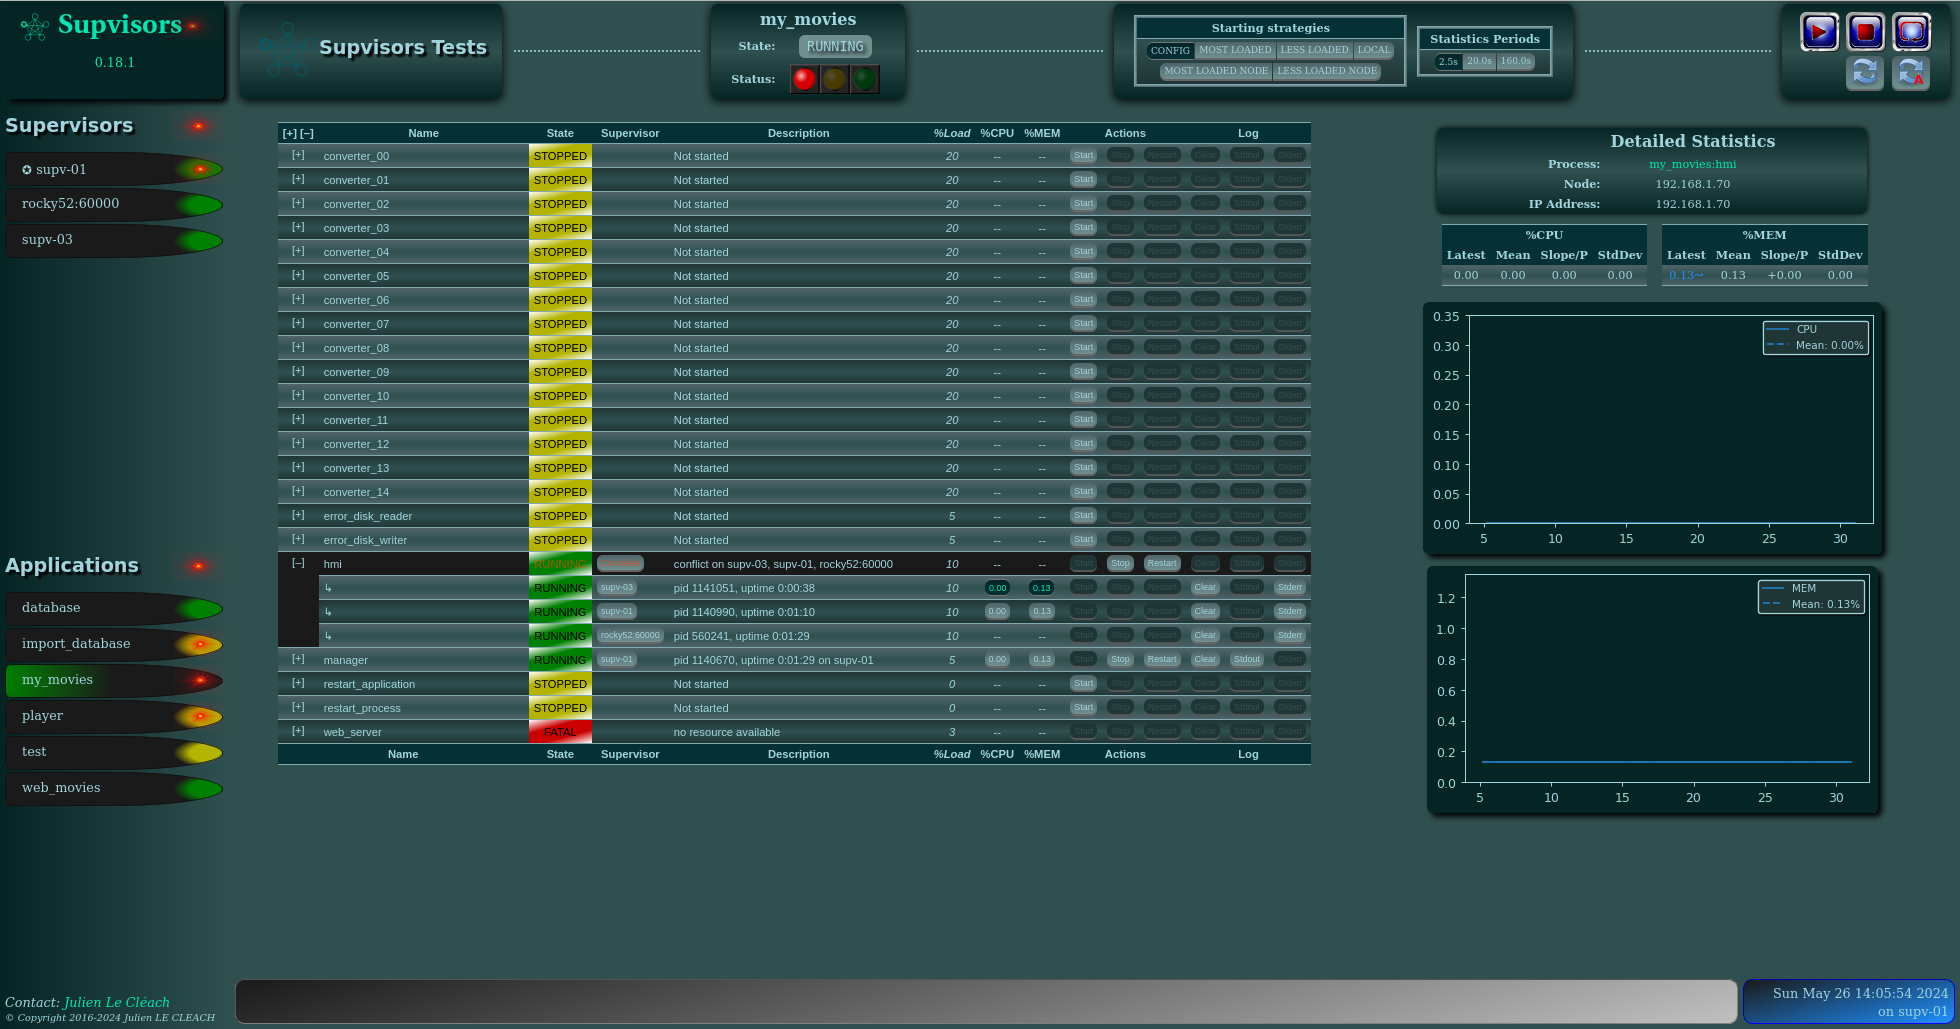 Supvisors
0.18.1
Supvisors Tests
my_movies
State: RUNNING
Status:
Starting strategies
CONFIG MOST LOADED LESS LOADED LOCAL
MOST LOADED NODE LESS LOADED NODE
Statistics Periods
2.5s 20.0s 160.0s
A
Supervisors
✪ supv-01
rocky52:60000
supv-03
Applications
database
import_database
my_movies
player
test
web_movies
Contact: Julien Le Cléach
© Copyright 2016-2024 Julien LE CLEACH
[+] [−] Name State Supervisor Description %Load %CPU %MEM Actions Log
[+] converter_00 STOPPED Not started 20 -- -- Start Stop Restart Clear Stdout Stderr
[+] converter_01 STOPPED Not started 20 -- -- Start Stop Restart Clear Stdout Stderr
[+] converter_02 STOPPED Not started 20 -- -- Start Stop Restart Clear Stdout Stderr
[+] converter_03 STOPPED Not started 20 -- -- Start Stop Restart Clear Stdout Stderr
[+] converter_04 STOPPED Not started 20 -- -- Start Stop Restart Clear Stdout Stderr
[+] converter_05 STOPPED Not started 20 -- -- Start Stop Restart Clear Stdout Stderr
[+] converter_06 STOPPED Not started 20 -- -- Start Stop Restart Clear Stdout Stderr
[+] converter_07 STOPPED Not started 20 -- -- Start Stop Restart Clear Stdout Stderr
[+] converter_08 STOPPED Not started 20 -- -- Start Stop Restart Clear Stdout Stderr
[+] converter_09 STOPPED Not started 20 -- -- Start Stop Restart Clear Stdout Stderr
[+] converter_10 STOPPED Not started 20 -- -- Start Stop Restart Clear Stdout Stderr
[+] converter_11 STOPPED Not started 20 -- -- Start Stop Restart Clear Stdout Stderr
[+] converter_12 STOPPED Not started 20 -- -- Start Stop Restart Clear Stdout Stderr
[+] converter_13 STOPPED Not started 20 -- -- Start Stop Restart Clear Stdout Stderr
[+] converter_14 STOPPED Not started 20 -- -- Start Stop Restart Clear Stdout Stderr
[+] error_disk_reader STOPPED Not started 5 -- -- Start Stop Restart Clear Stdout Stderr
[+] error_disk_writer STOPPED Not started 5 -- -- Start Stop Restart Clear Stdout Stderr
[−] hmi RUNNING conflict on supv-03, supv-01, rocky52:60000 10 -- -- Start Stop Restart Clear Stdout Stderr
↳ RUNNING supv-03 pid 1141051, uptime 0:00:38 10 0.00 0.13 Start Stop Restart Clear Stdout Stderr
↳ RUNNING supv-01 pid 1140990, uptime 0:01:10 10 0.00 0.13 Start Stop Restart Clear Stdout Stderr
↳ RUNNING rocky52:60000 pid 560241, uptime 0:01:29 10 -- -- Start Stop Restart Clear Stdout Stderr
[+] manager RUNNING supv-01 pid 1140670, uptime 0:01:29 on supv-01 5 0.00 0.13 Start Stop Restart Clear Stdout Stderr
[+] restart_application STOPPED Not started 0 -- -- Start Stop Restart Clear Stdout Stderr
[+] restart_process STOPPED Not started 0 -- -- Start Stop Restart Clear Stdout Stderr
[+] web_server FATAL no resource available 3 -- -- Start Stop Restart Clear Stdout Stderr
Name State Supervisor Description %Load %CPU %MEM Actions Log
Detailed Statistics
Process: my_movies:hmi
Node: 192.168.1.70
IP Address: 192.168.1.70
%CPU
Latest Mean Slope/P StdDev
0.00 0.00 0.00 0.00
%MEM
Latest Mean Slope/P StdDev
0.13→ 0.13 +0.00 0.00
CPU
Mean: 0.00%
0.35
0.30
0.25
0.20
0.15
0.10
0.05
0.00
5 10 15 20 25 30
MEM
Mean: 0.13%
1.2
1.0
0.8
0.6
0.4
0.2
0.0
5 10 15 20 25 30
Sun May 26 14:05:54 2024
on supv-01